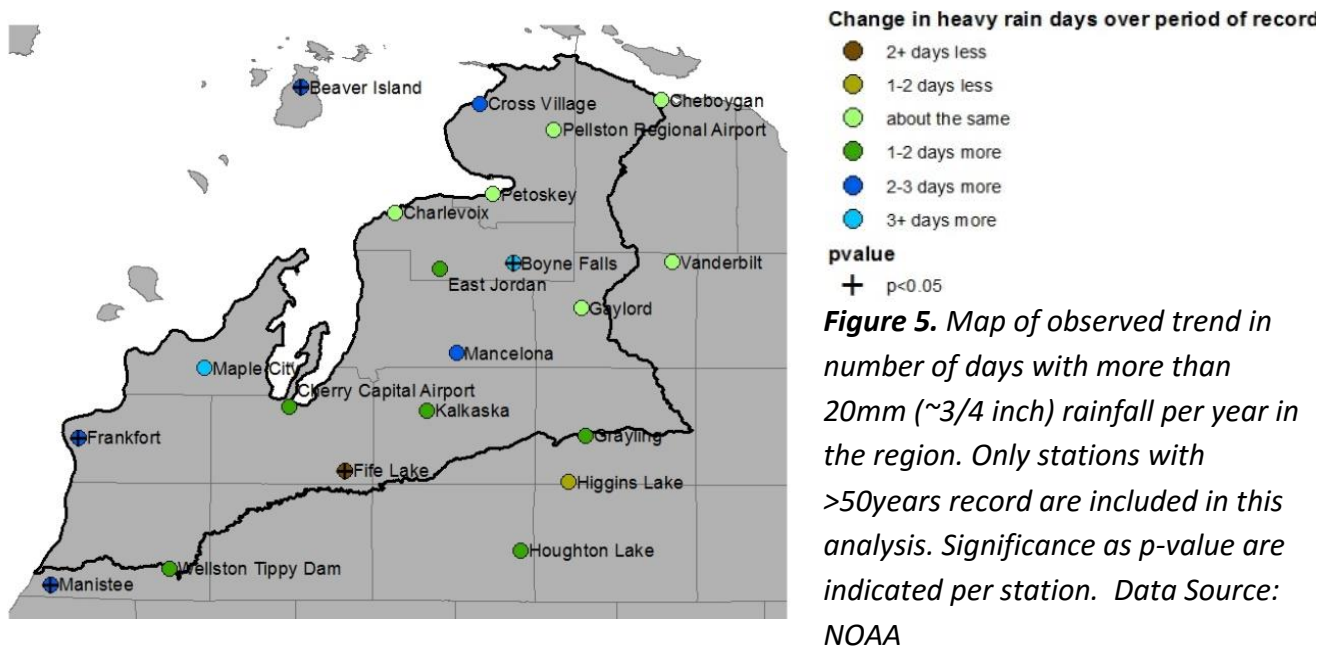 Beaver Island
Cross Village
Cheboygan
Pellston Regional Airport
Petoskey
Charlevoix
Boyne Falls
Vanderbilt
East Jordan
Gaylord
Mancelona
Maple City
Cherry Capital Airport
Kalkaska
Frankfort
Grayling
Fife Lake
Higgins Lake
Houghton Lake
Wellston Tippy Dam
Manistee
Change in heavy rain days over period of record
2+ days less
1-2 days less
about the same
1-2 days more
2-3 days more
3+ days more
pvalue
p<0.05
Figure 5. Map of observed trend in
number of days with more than
20mm (~3/4 inch) rainfall per year in
the region. Only stations with
>50years record are included in this
analysis. Significance as p-value are
indicated per station. Data Source:
NOAA